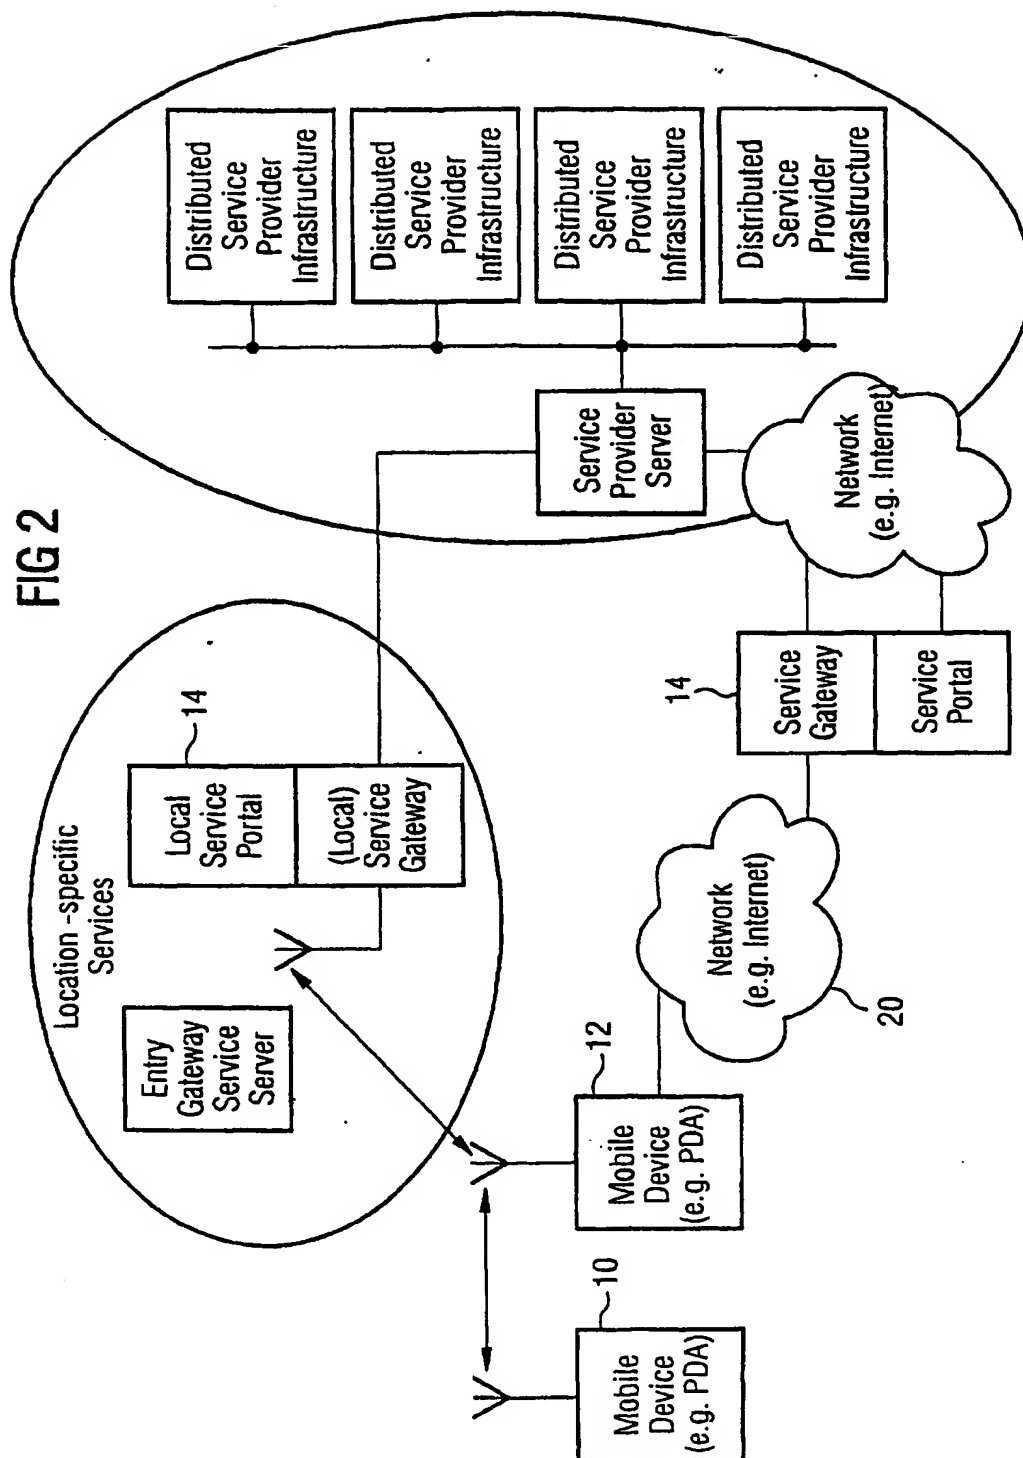 FIG 2
Location -specific
Services
Entry
Gateway
Service
Server
Local
Service
Portal
14
(Local)
Service
Gateway
Distributed
Service
Provider
Infrastructure
Distributed
Service
Provider
Infrastructure
Distributed
Service
Provider
Infrastructure
Distributed
Service
Provider
Infrastructure
Service
Provider
Server
Mobile
Device
(e.g. PDA)
10
Mobile
Device
(e.g. PDA)
12
Network
(e.g. Internet)
20
Service
Gateway
14
Service
Portal
Network
(e.g. Internet)